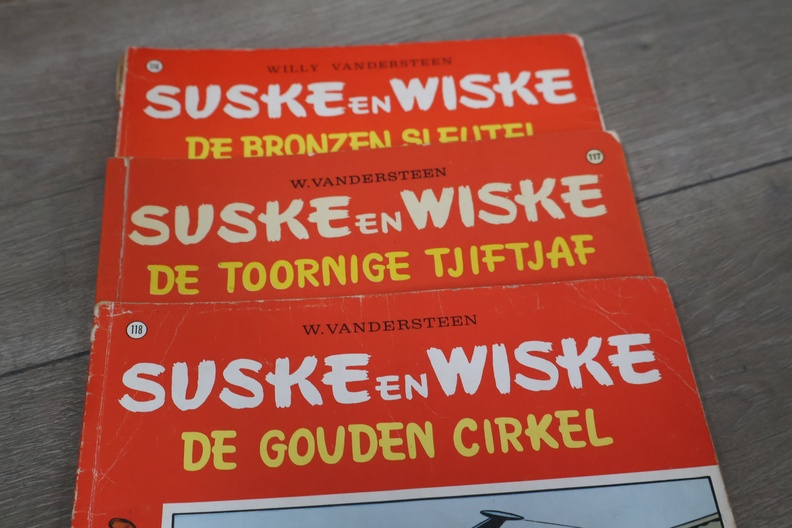 116
WILLY VANDERSTEEN
SUSKE EN WISKE
DE BRONZEN SLEUTEL
117
W. VANDERSTEEN
SUSKE EN WISKE
DE TOORNIGE TJIFTJAF
118
W. VANDERSTEEN
SUSKE EN WISKE
DE GOUDEN CIRKEL